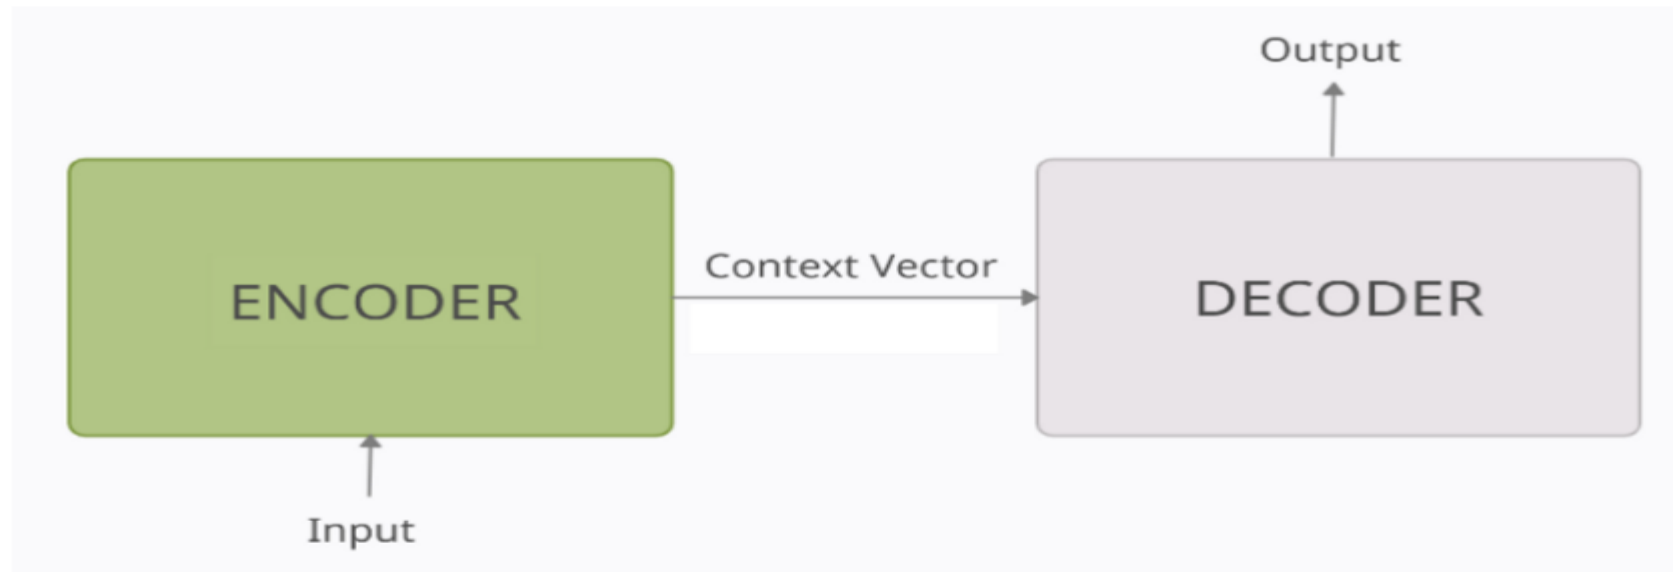 Output
Context Vector
ENCODER
DECODER
Input